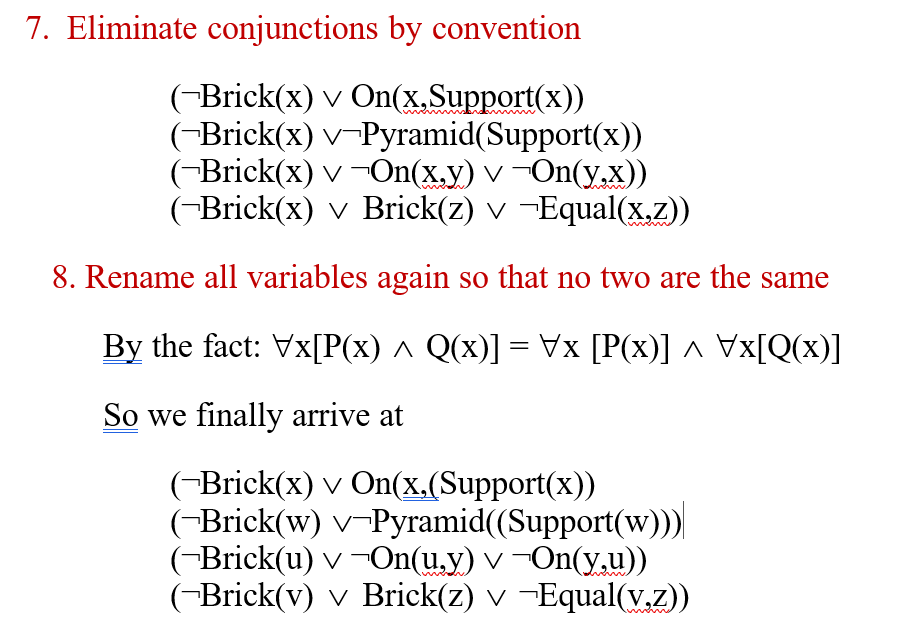 7. Eliminate conjunctions by convention
(¬Brick(x) ∨ On(x,Support(x))
(¬Brick(x) ∨¬Pyramid(Support(x))
(¬Brick(x) ∨ ¬On(x,y) ∨ ¬On(y,x))
(¬Brick(x) ∨ Brick(z) ∨ ¬Equal(x,z))
8. Rename all variables again so that no two are the same
By the fact: ∀x[P(x) ∧ Q(x)] = ∀x [P(x)] ∧ ∀x[Q(x)]
So we finally arrive at
(¬Brick(x) ∨ On(x,(Support(x))
(¬Brick(w) ∨¬Pyramid((Support(w)))
(¬Brick(u) ∨ ¬On(u,y) ∨ ¬On(y,u))
(¬Brick(v) ∨ Brick(z) ∨ ¬Equal(v,z))